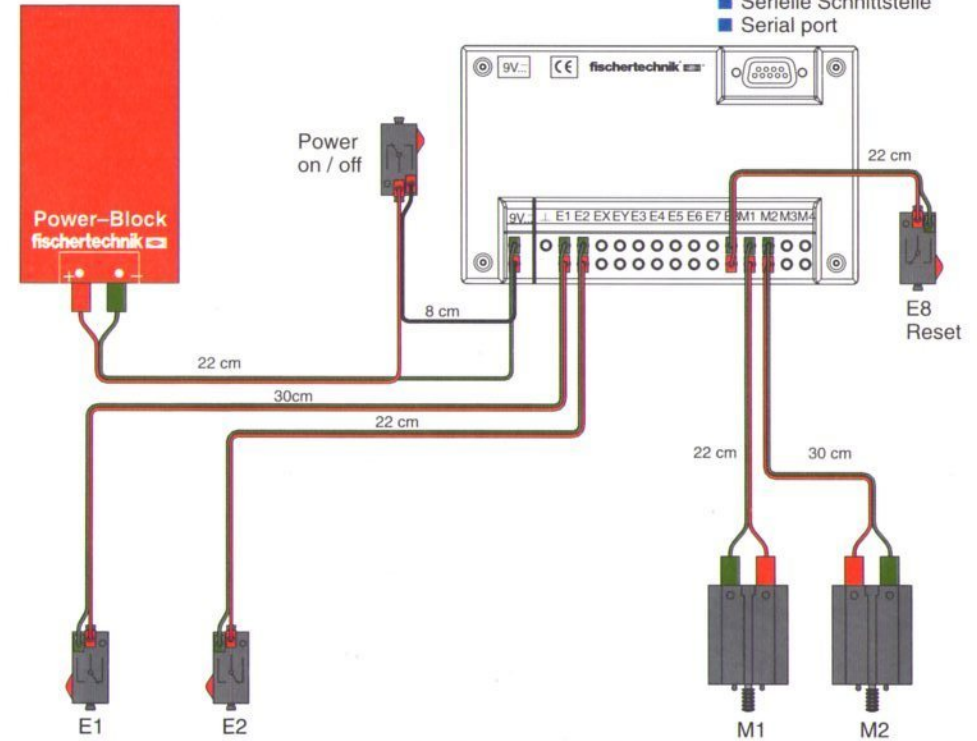 Serielle Schnittstelle
Serial port
9V CE fischertechnik
Power
on / off
22 cm
Power–Block
fischertechnik
+ –
9V ⊥ E1 E2 EX EY E3 E4 E5 E6 E7 E8 M1 M2 M3 M4
E8
Reset
8 cm
22 cm
30cm
22 cm
22 cm
30 cm
E1
E2
M1
M2